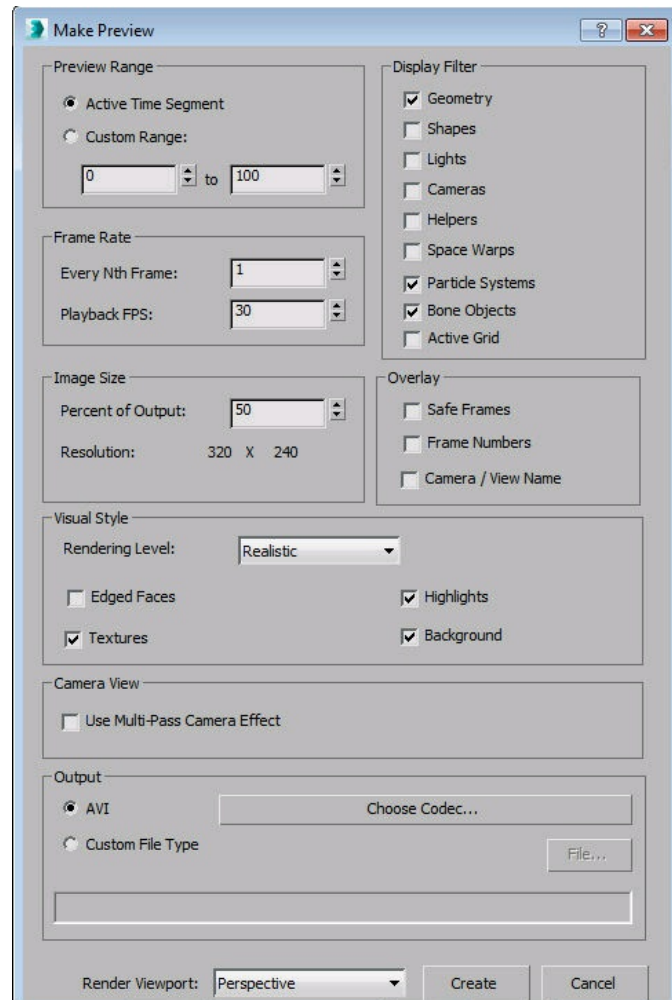 Make Preview
Preview Range
Active Time Segment
Custom Range:
0 to 100
Frame Rate
Every Nth Frame: 1
Playback FPS: 30
Image Size
Percent of Output: 50
Resolution: 320 X 240
Display Filter
Geometry
Shapes
Lights
Cameras
Helpers
Space Warps
Particle Systems
Bone Objects
Active Grid
Overlay
Safe Frames
Frame Numbers
Camera / View Name
Visual Style
Rendering Level: Realistic
Edged Faces
Highlights
Textures
Background
Camera View
Use Multi-Pass Camera Effect
Output
AVI
Choose Codec...
Custom File Type
File...
Render Viewport: Perspective
Create
Cancel